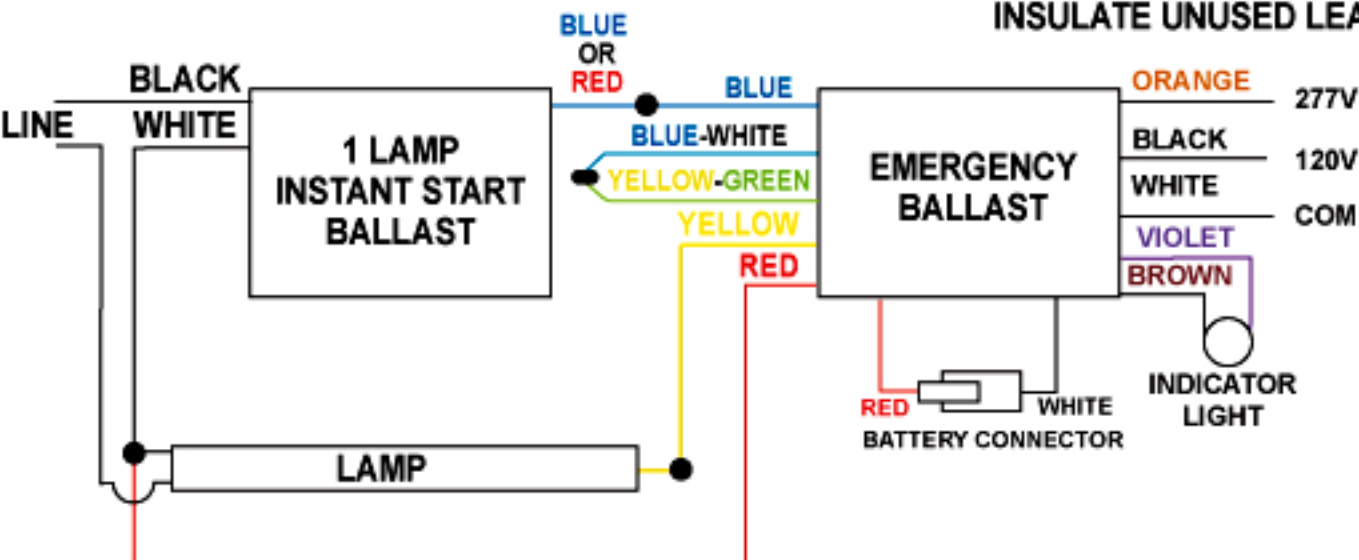 INSULATE UNUSED LEA
BLUE
OR
RED
BLACK
LINE
WHITE
1 LAMP
INSTANT START
BALLAST
BLUE
BLUE-WHITE
YELLOW-GREEN
YELLOW
RED
EMERGENCY
BALLAST
ORANGE
277V
BLACK
120V
WHITE
COM
VIOLET
BROWN
INDICATOR
LIGHT
RED
WHITE
BATTERY CONNECTOR
LAMP